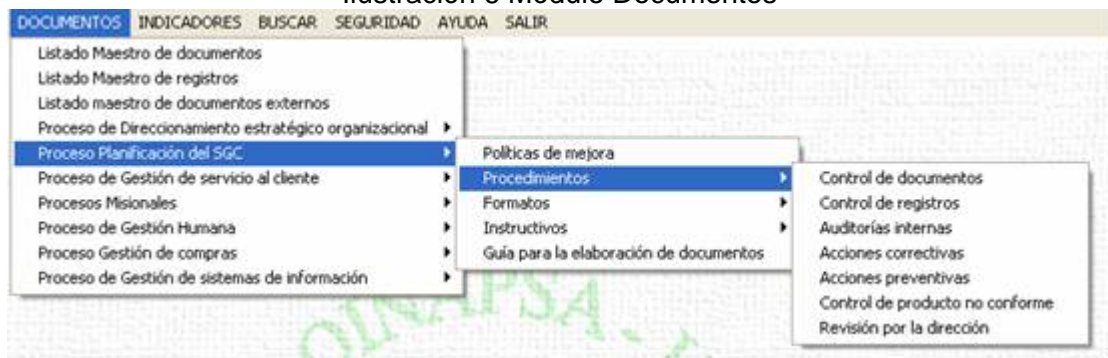 Ilustración 6 Módulo Documentos
DOCUMENTOS INDICADORES BUSCAR SEGURIDAD AYUDA SALIR
Listado Maestro de documentos
Listado Maestro de registros
Listado maestro de documentos externos
Proceso de Direccionamiento estratégico organizacional
Proceso Planificación del SGC
Proceso de Gestión de servicio al cliente
Procesos Misionales
Proceso de Gestión Humana
Proceso Gestión de compras
Proceso de Gestión de sistemas de información
Políticas de mejora
Procedimientos
Formatos
Instructivos
Guía para la elaboración de documentos
Control de documentos
Control de registros
Auditorías internas
Acciones correctivas
Acciones preventivas
Control de producto no conforme
Revisión por la dirección